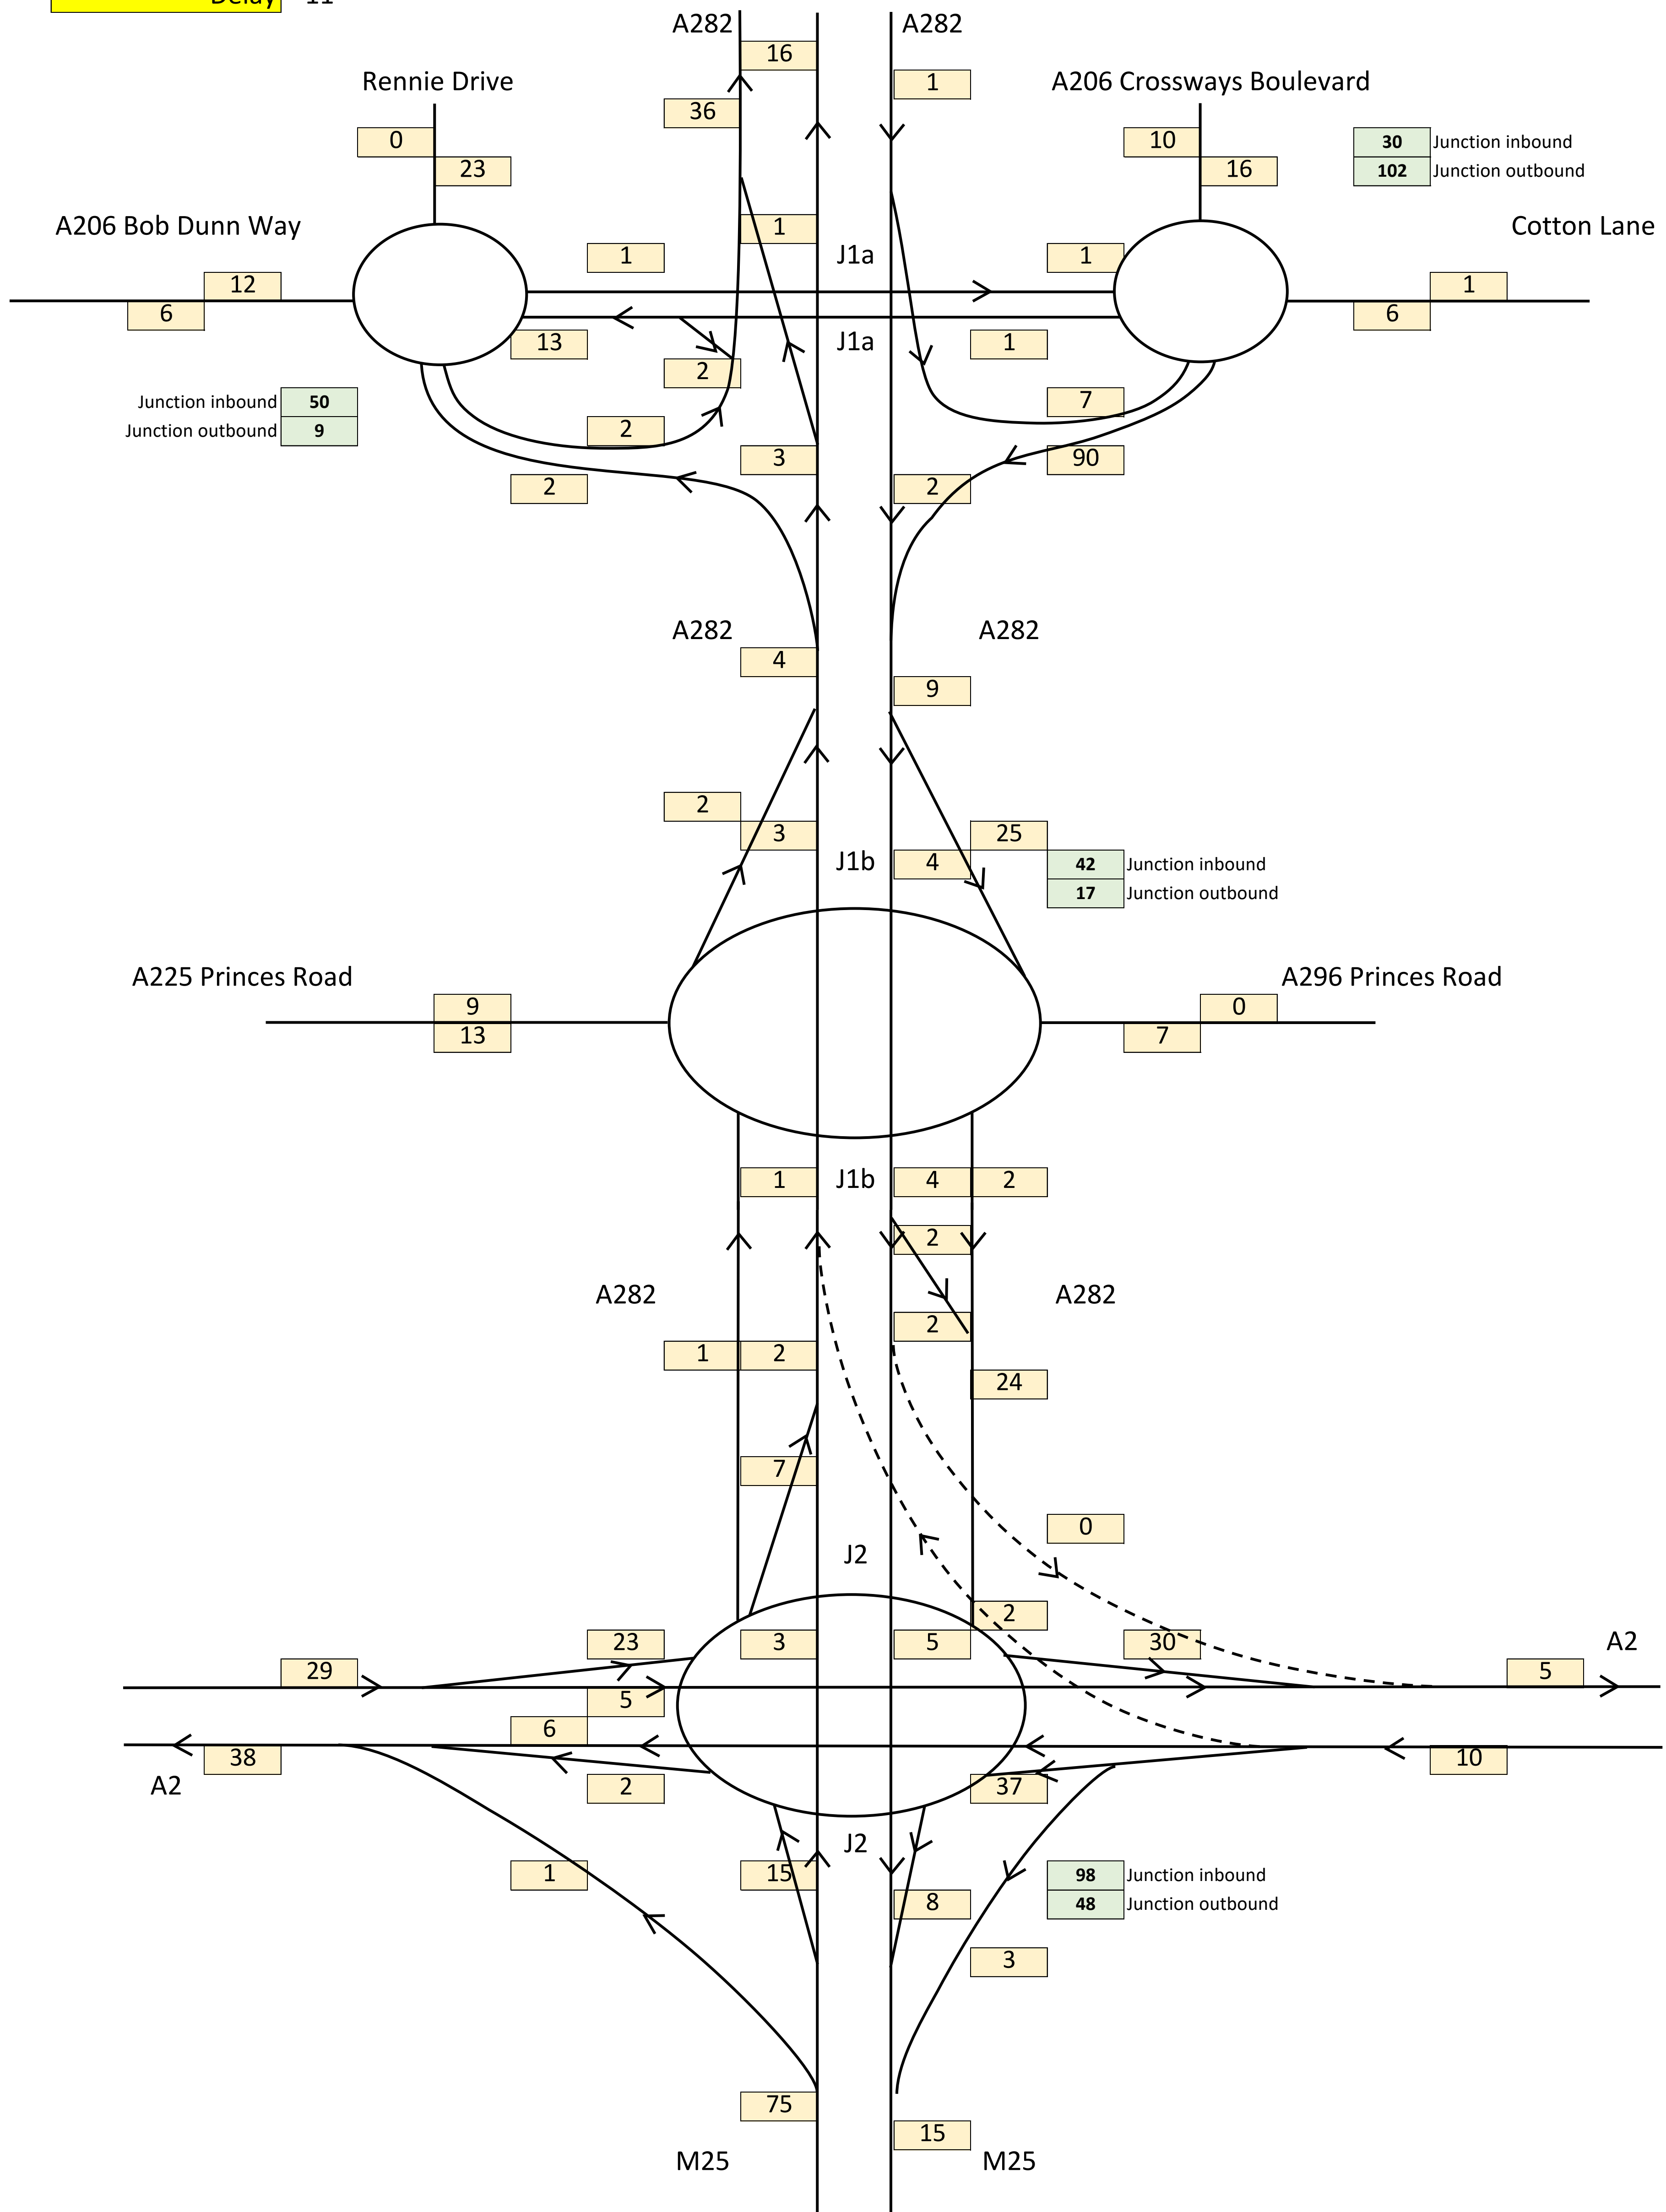 Delay 11
A282 A282
16
1
Rennie Drive A206 Crossways Boulevard
36
0 10 30 Junction inbound
23 16 102 Junction outbound
A206 Bob Dunn Way 1 Cotton Lane
1 J1a 1
12 1
6 6
13 J1a 1
2
Junction inbound 50 7
Junction outbound 9 2
3 90
2 2
A282 A282
4
9
2
3 25
J1b 4 42 Junction inbound
17 Junction outbound
A225 Princes Road A296 Princes Road
9 0
13 7
1 J1b 4 2
2
A282 A282
2
1 2
24
7
0
J2
2
23 3 5 30 A2
29 5
5
6
38 10
A2 2 37
J2
1 15 98 Junction inbound
8 48 Junction outbound
3
75
15
M25 M25